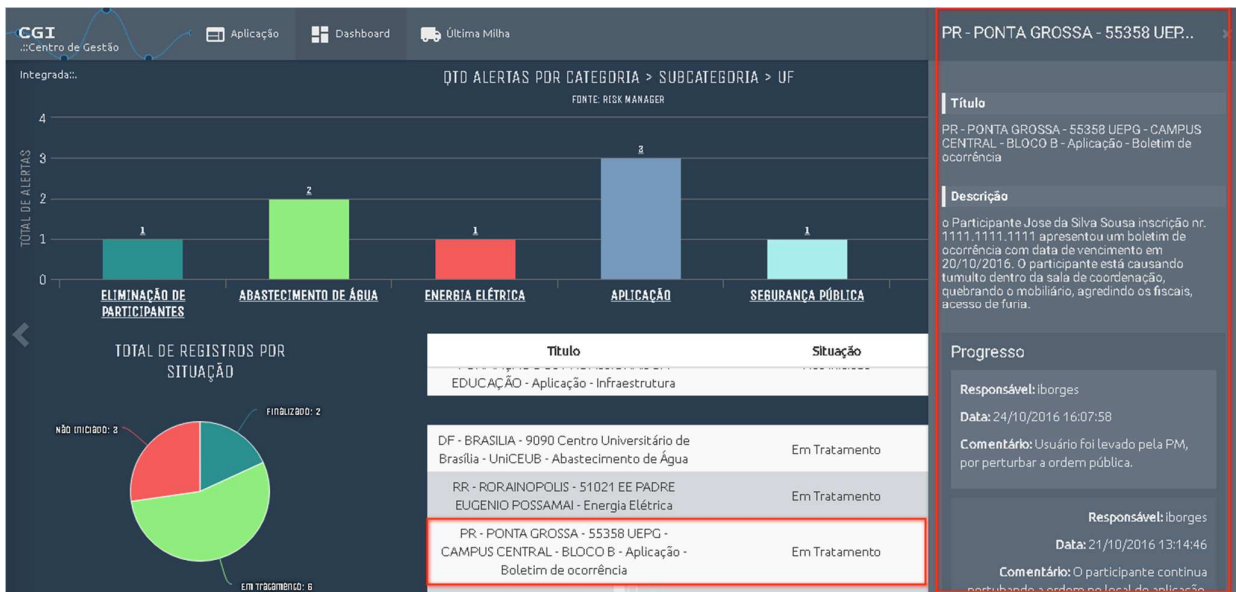 CGI
.::Centro de Gestão
Integrada::.
Aplicação
Dashboard
Última Milha
QTD ALERTAS POR CATEGORIA > SUBCATEGORIA > UF
FONTE: RISK MANAGER
TOTAL DE ALERTAS
4
3
2
1
0
1
2
1
3
1
ELIMINAÇÃO DE
PARTICIPANTES
ABASTECIMENTO DE ÁGUA
ENERGIA ELÉTRICA
APLICAÇÃO
SEGURANÇA PÚBLICA
TOTAL DE REGISTROS POR
SITUAÇÃO
FINALIZADO: 2
NÃO INICIADO: 3
EM TRATAMENTO: 6
Título
Situação
EDUCAÇÃO - Aplicação - Infraestrutura
DF - BRASILIA - 9090 Centro Universitário de
Brasília - UniCEUB - Abastecimento de Água
Em Tratamento
RR - RORAINOPOLIS - 51021 EE PADRE
EUGENIO POSSAMAI - Energia Elétrica
Em Tratamento
PR - PONTA GROSSA - 55358 UEPG -
CAMPUS CENTRAL - BLOCO B - Aplicação -
Boletim de ocorrência
Em Tratamento
PR - PONTA GROSSA - 55358 UEP...
×
Título
PR - PONTA GROSSA - 55358 UEPG - CAMPUS
CENTRAL - BLOCO B - Aplicação - Boletim de
ocorrência
Descrição
o Participante Jose da Silva Sousa inscrição nr.
1111.1111.1111 apresentou um boletim de
ocorrência com data de vencimento em
20/10/2016. O participante está causando
tumulto dentro da sala de coordenação,
quebrando o mobiliário, agredindo os fiscais,
acesso de furia.
Progresso
Responsável: iborges
Data: 24/10/2016 16:07:58
Comentário: Usuário foi levado pela PM,
por perturbar a ordem pública.
Responsável: iborges
Data: 21/10/2016 13:14:46
Comentário: O participante continua
pertubando a ordem no local de aplicação